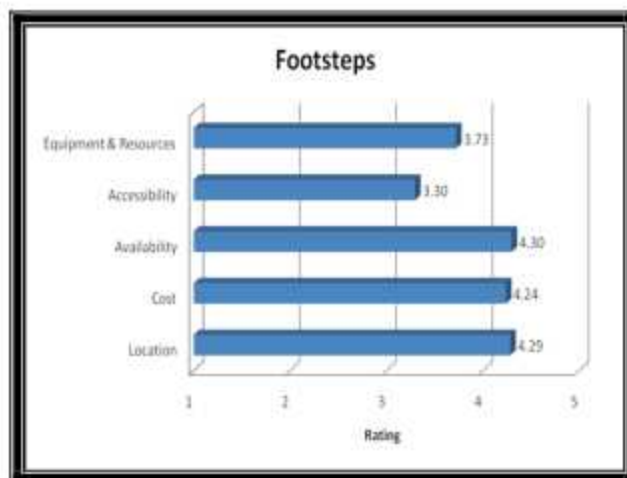 Footsteps
Equipment & Resources
3.73
Accessibility
3.30
Availability
4.30
Cost
4.24
Location
4.29
1 2 3 4 5
Rating